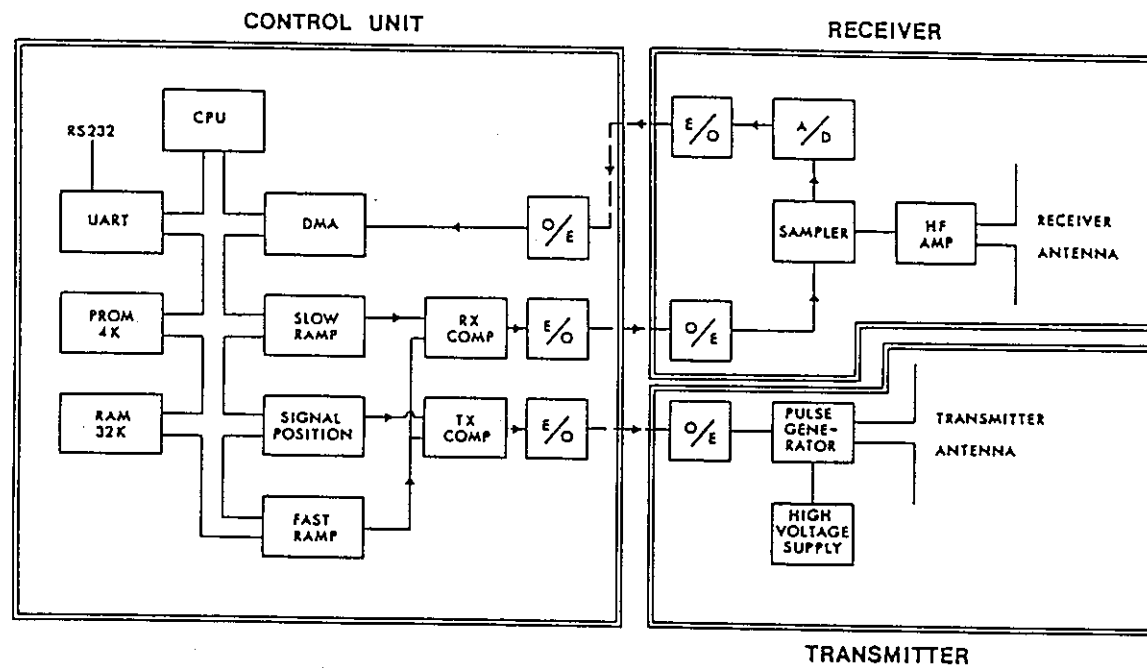 CONTROL UNIT
RECEIVER
CPU
RS232
UART
DMA
O/E
E/O
A/D
SAMPLER
HF
AMP
RECEIVER
ANTENNA
PROM
4K
SLOW
RAMP
RX
COMP
E/O
O/E
RAM
32K
SIGNAL
POSITION
TX
COMP
E/O
O/E
PULSE
GENE-
RATOR
TRANSMITTER
ANTENNA
FAST
RAMP
HIGH
VOLTAGE
SUPPLY
TRANSMITTER